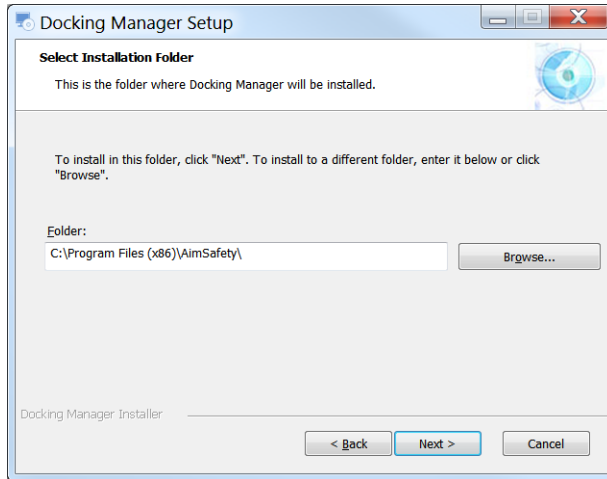 Docking Manager Setup
Select Installation Folder
This is the folder where Docking Manager will be installed.
To install in this folder, click "Next". To install to a different folder, enter it below or click
"Browse".
Folder:
C:\Program Files (x86)\AimSafety\
Browse...
Docking Manager Installer
< Back
Next >
Cancel